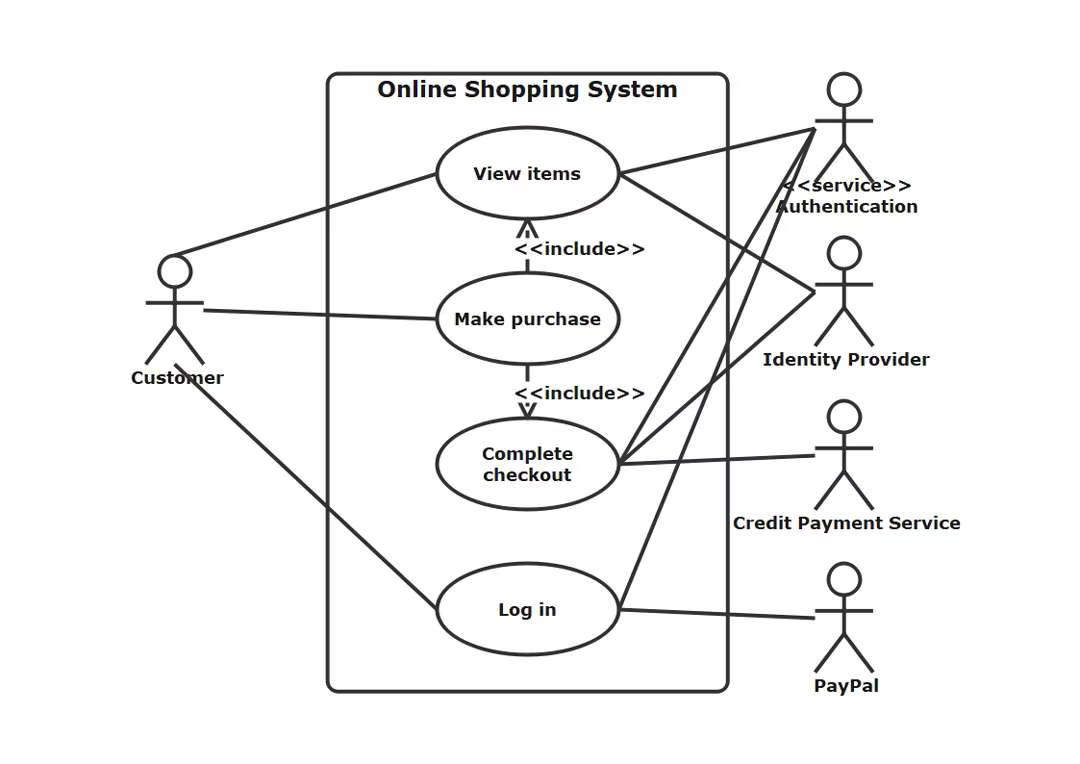 Online Shopping System
View items
<<include>>
Make purchase
<<include>>
Complete
checkout
Log in
Customer
<<service>>
Authentication
Identity Provider
Credit Payment Service
PayPal